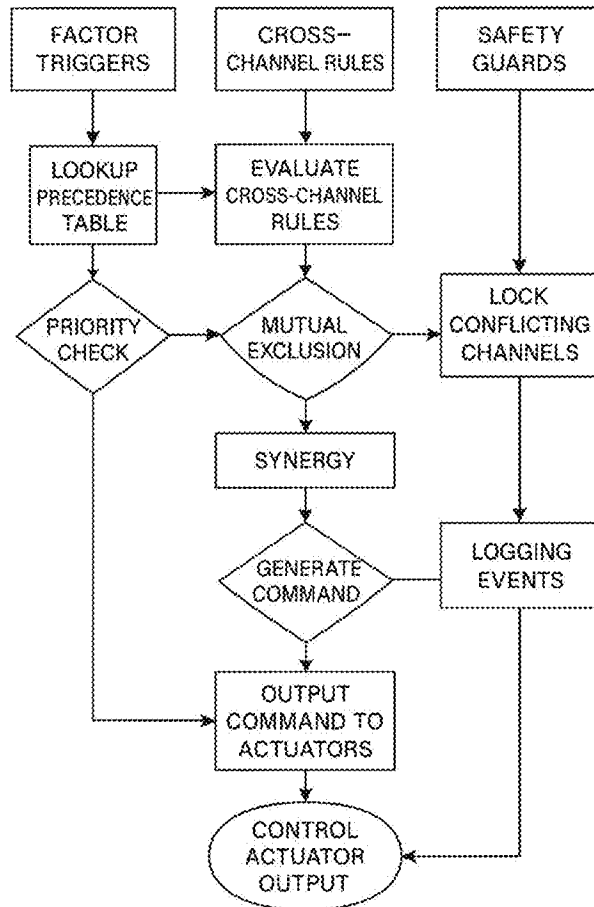 FACTOR
TRIGGERS
CROSS-
CHANNEL RULES
SAFETY
GUARDS
LOOKUP
PRECEDENCE
TABLE
EVALUATE
CROSS-CHANNEL
RULES
PRIORITY
CHECK
MUTUAL
EXCLUSION
LOCK
CONFLICTING
CHANNELS
SYNERGY
GENERATE
COMMAND
LOGGING
EVENTS
OUTPUT
COMMAND TO
ACTUATORS
CONTROL
ACTUATOR
OUTPUT